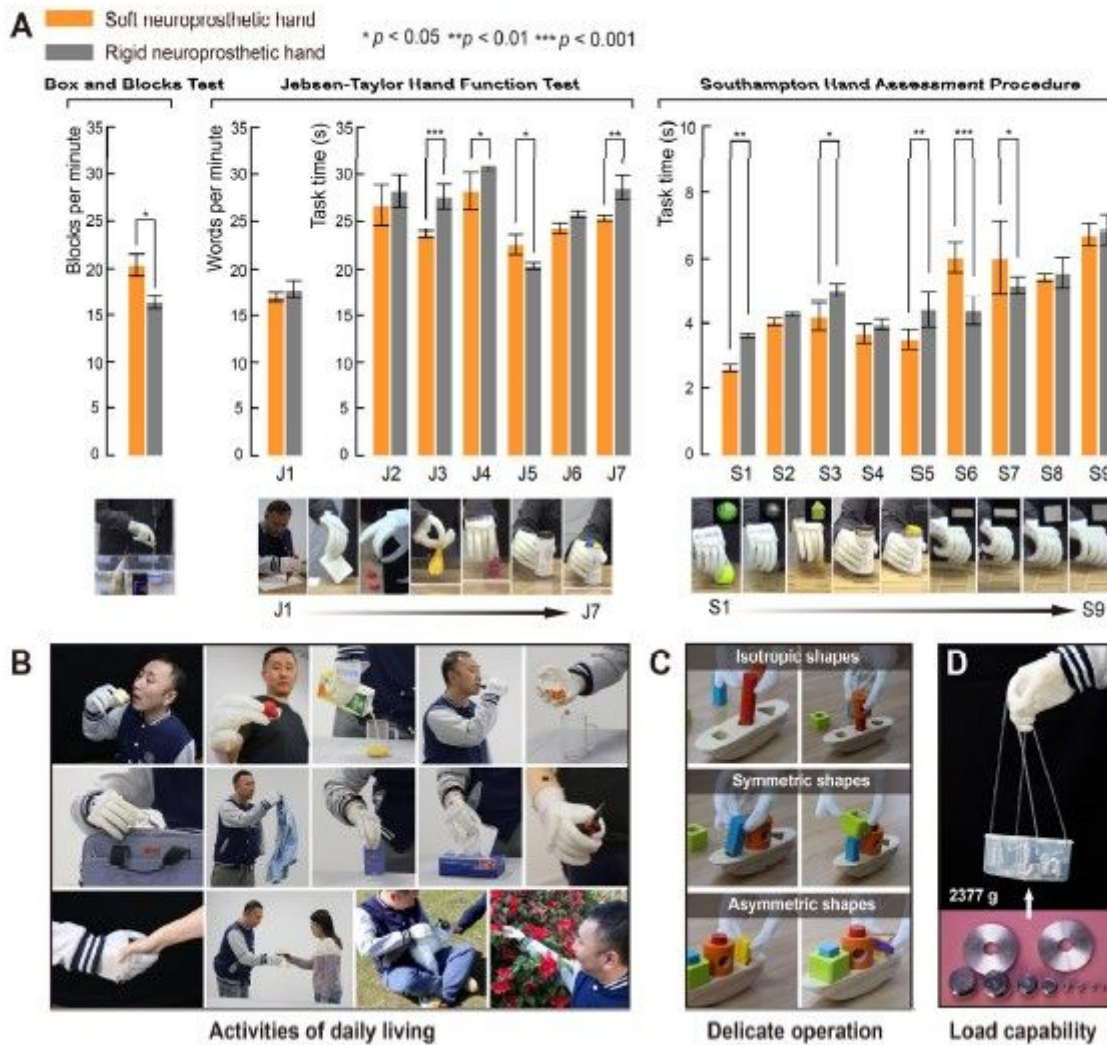 A
Soft neuroprosthetic hand
Rigid neuroprosthetic hand
*p < 0.05 **p < 0.01 ***p < 0.001
Box and Blocks Test
Jebsen-Taylor Hand Function Test
Southampton Hand Assessment Procedure
Blocks per minute
35
30
25
20
15
10
5
0
*
Words per minute
35
30
25
20
15
10
5
0
J1
Task time (s)
35
30
25
20
15
10
5
0
***
*
*
**
J2 J3 J4 J5 J6 J7
Task time (s)
10
8
6
4
2
0
**
*
**
***
*
S1 S2 S3 S4 S5 S6 S7 S8 S9
J1 J7
S1 S9
B
Activities of daily living
C
Isotropic shapes
Symmetric shapes
Asymmetric shapes
Delicate operation
D
2377 g
Load capability